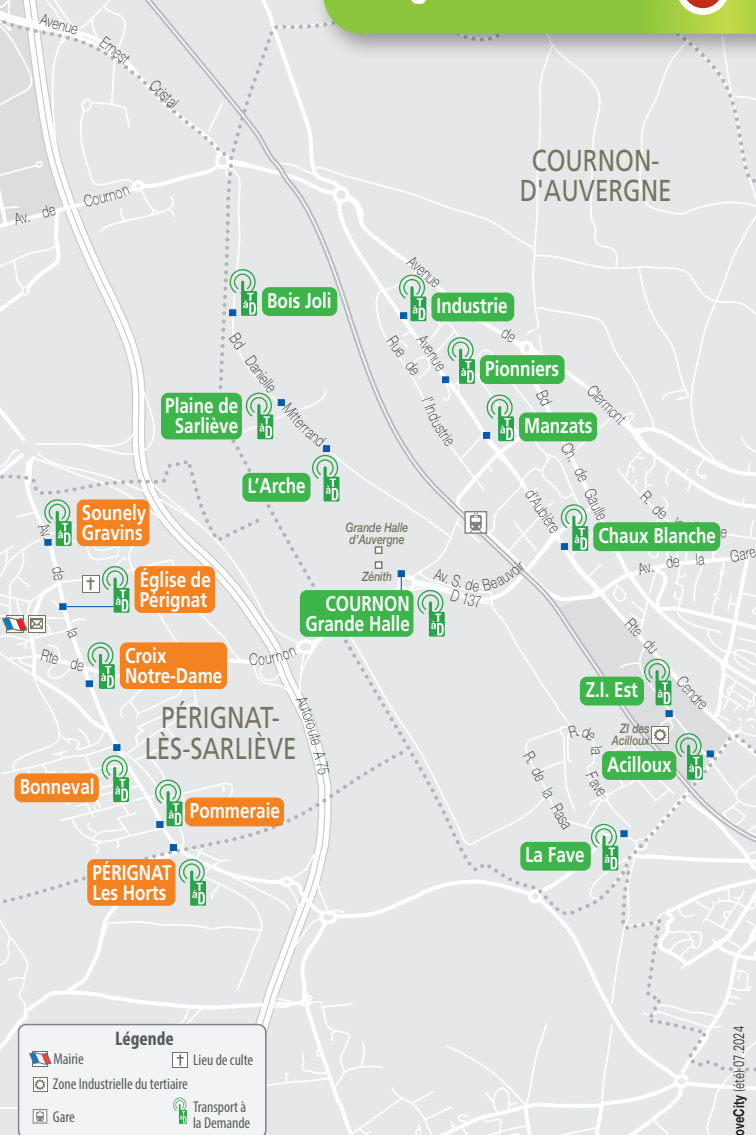 Avenue Ernest Cristal
COURNON-
D'AUVERGNE
Av. de Cournon
Avenue de Clermont
Bois Joli
Industrie
Bd Danielle Mitterrand
Rue de l'Industrie
Avenue d'Aubière
Pionniers
Bd Ch. de Gaulle
Plaine de
Sarliève
Manzats
L'Arche
Sounely
Gravins
Grande Halle
d'Auvergne
Zénith
R. de la
Chaux Blanche
Av. de la Gare
Av. de la
Église de
Pérignat
Av. S. de Beauvoir
D 137
COURNON
Grande Halle
Rte du Cendre
Rte de Cournon
Croix
Notre-Dame
Z.I. Est
PÉRIGNAT-
LÈS-SARLIÈVE
Autoroute A 75
ZI des
Acilloux
R. de la Fave
R. de la Rasa
Acilloux
Bonneval
Pommeraie
La Fave
PÉRIGNAT
Les Horts
T
à D
Légende
Mairie
Lieu de culte
Zone Industrielle du tertiaire
Gare
Transport à
la Demande
oveCity (été) 07.2024